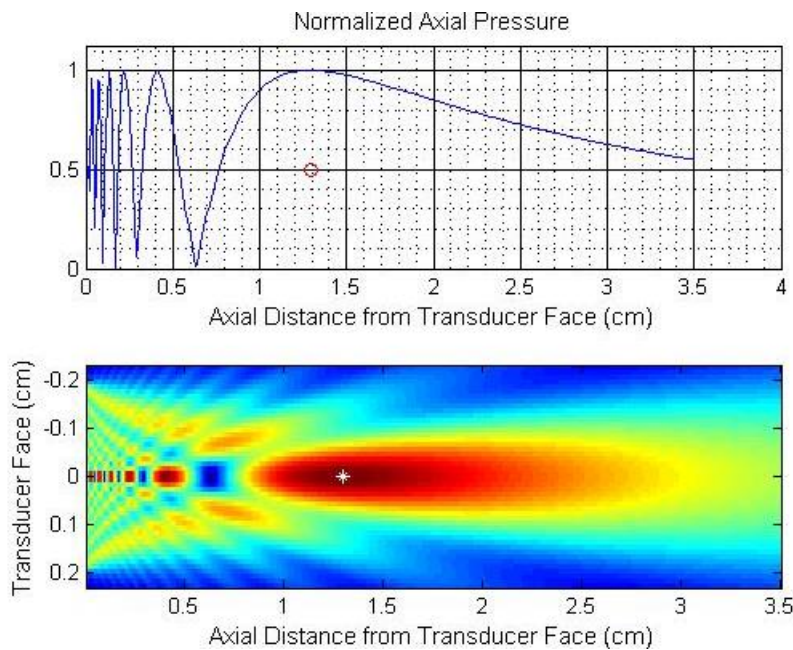 Normalized Axial Pressure
1
0.5
0
0 0.5 1 1.5 2 2.5 3 3.5 4
Axial Distance from Transducer Face (cm)
Transducer Face (cm)
-0.2
-0.1
0
0.1
0.2
0.5 1 1.5 2 2.5 3 3.5
Axial Distance from Transducer Face (cm)